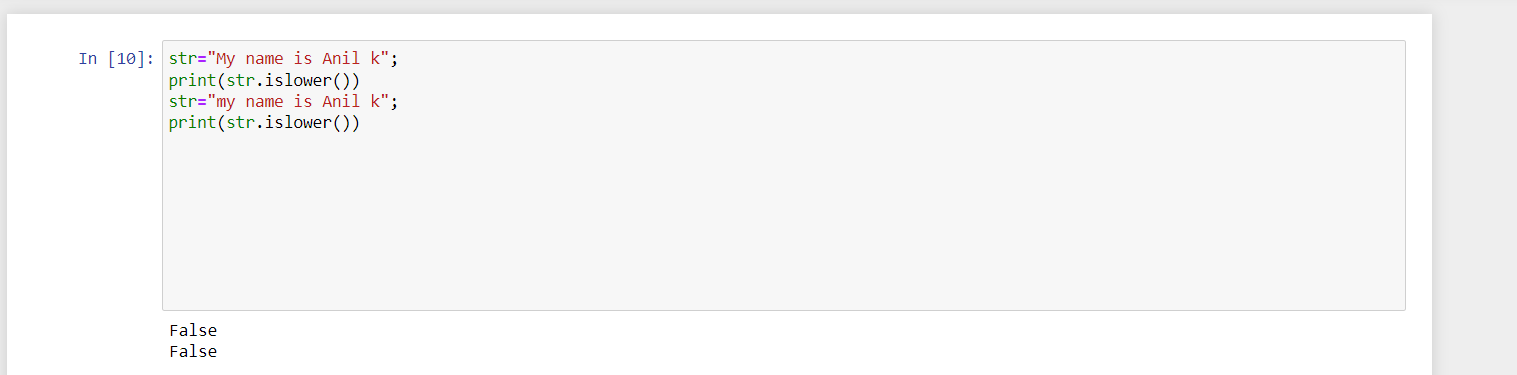 In [10]: str="My name is Anil k";
print(str.islower())
str="my name is Anil k";
print(str.islower())
False
False